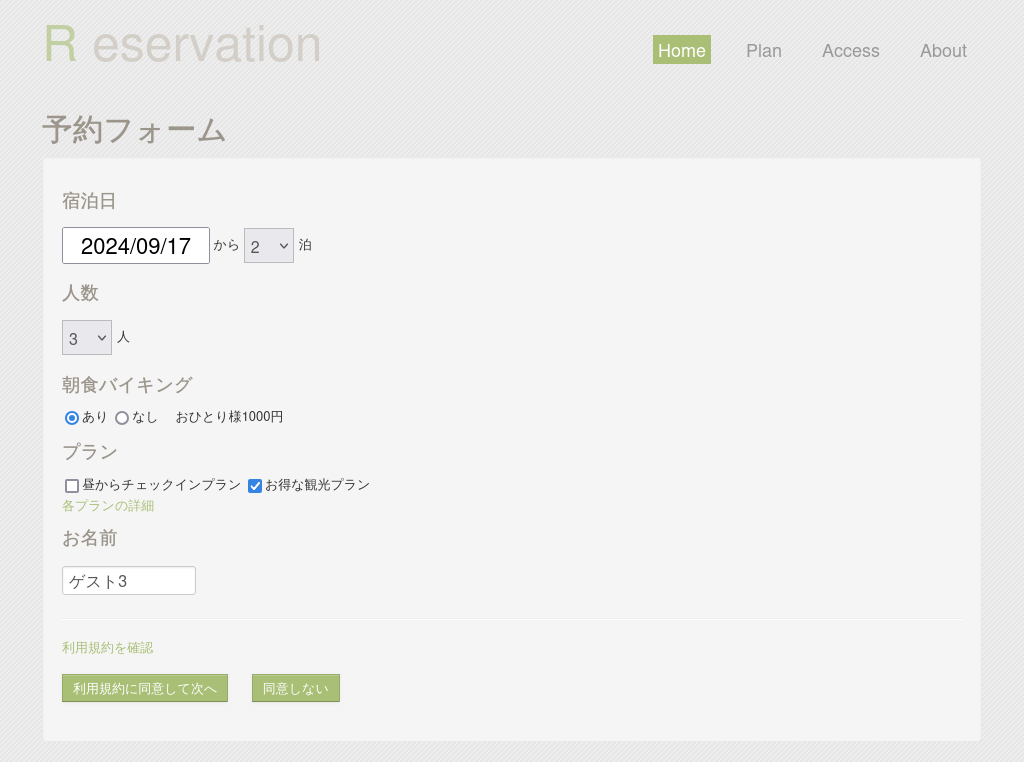 R eservation
Home Plan Access About
予約フォーム
宿泊日
2024/09/17 から 2 泊
人数
3 人
朝食バイキング
あり なし おひとり様1000円
プラン
昼からチェックインプラン お得な観光プラン
各プランの詳細
お名前
ゲスト3
利用規約を確認
利用規約に同意して次へ 同意しない